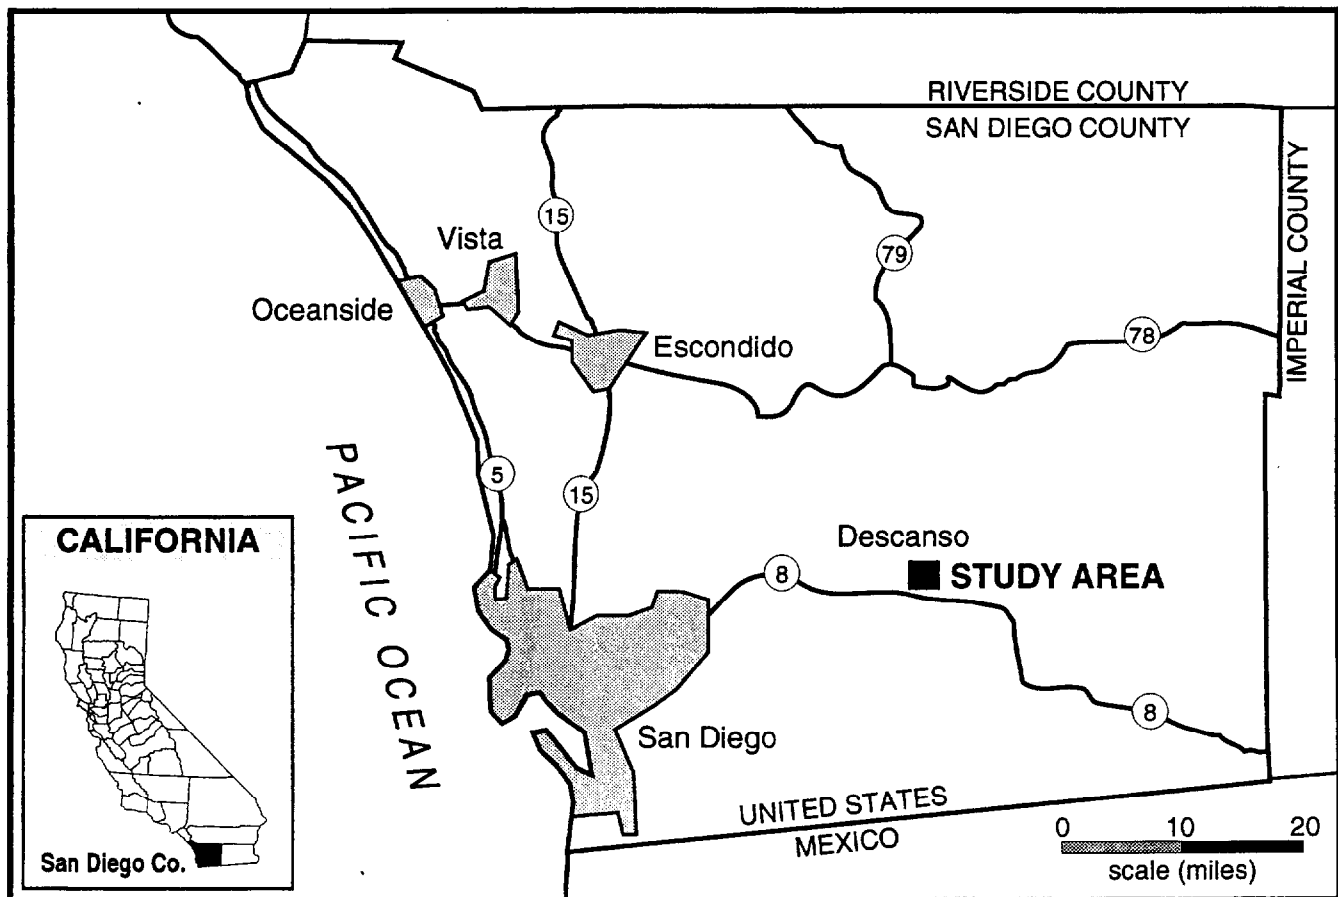 RIVERSIDE COUNTY
SAN DIEGO COUNTY
IMPERIAL COUNTY
15
79
Vista
Oceanside
Escondido
78
PACIFIC OCEAN
5
15
CALIFORNIA
San Diego Co.
Descanso
STUDY AREA
8
8
San Diego
UNITED STATES
MEXICO
0 10 20
scale (miles)